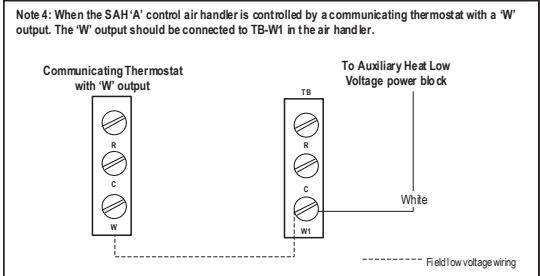 Note 4: When the SAH 'A' control air handler is controlled by a communicating thermostat with a 'W'
output. The 'W' output should be connected to TB-W1 in the air handler.
Communicating Thermostat
with 'W' output
To Auxiliary Heat Low
Voltage power block
TB
R
R
C
C
White
W
W1
Field low voltage wiring